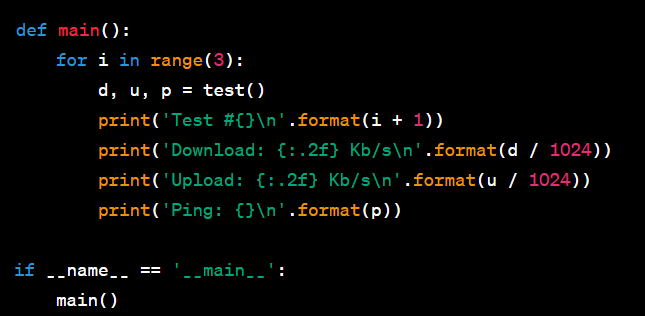 def main():
    for i in range(3):
        d, u, p = test()
        print('Test #{}\n'.format(i + 1))
        print('Download: {:.2f} Kb/s\n'.format(d / 1024))
        print('Upload: {:.2f} Kb/s\n'.format(u / 1024))
        print('Ping: {}\n'.format(p))

if __name__ == '__main__':
    main()